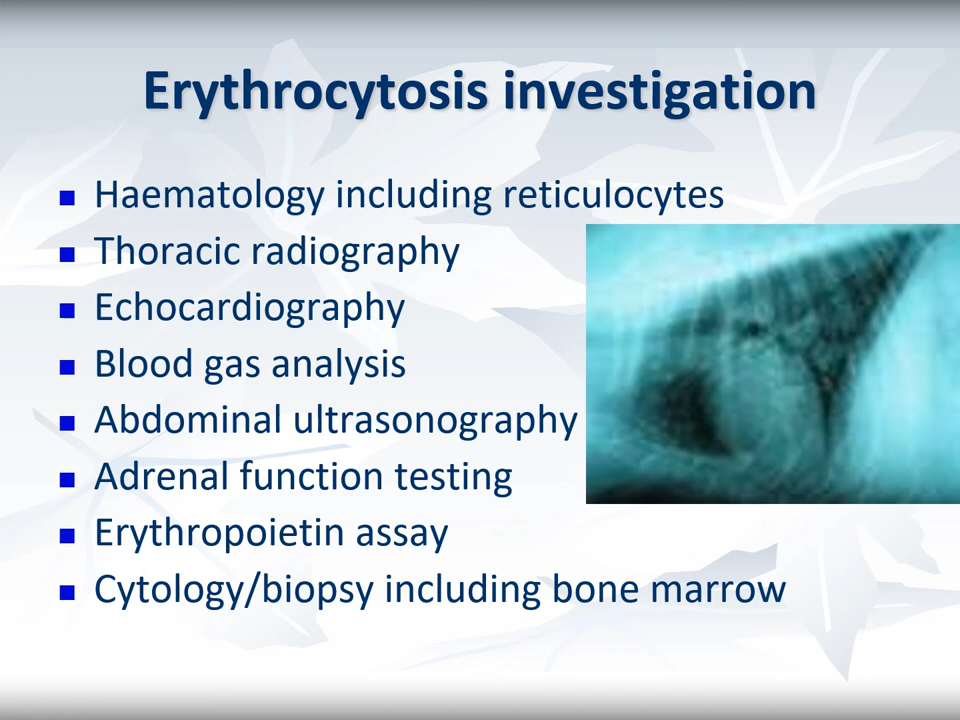 Erythrocytosis investigation
Haematology including reticulocytes
Thoracic radiography
Echocardiography
Blood gas analysis
Abdominal ultrasonography
Adrenal function testing
Erythropoietin assay
Cytology/biopsy including bone marrow